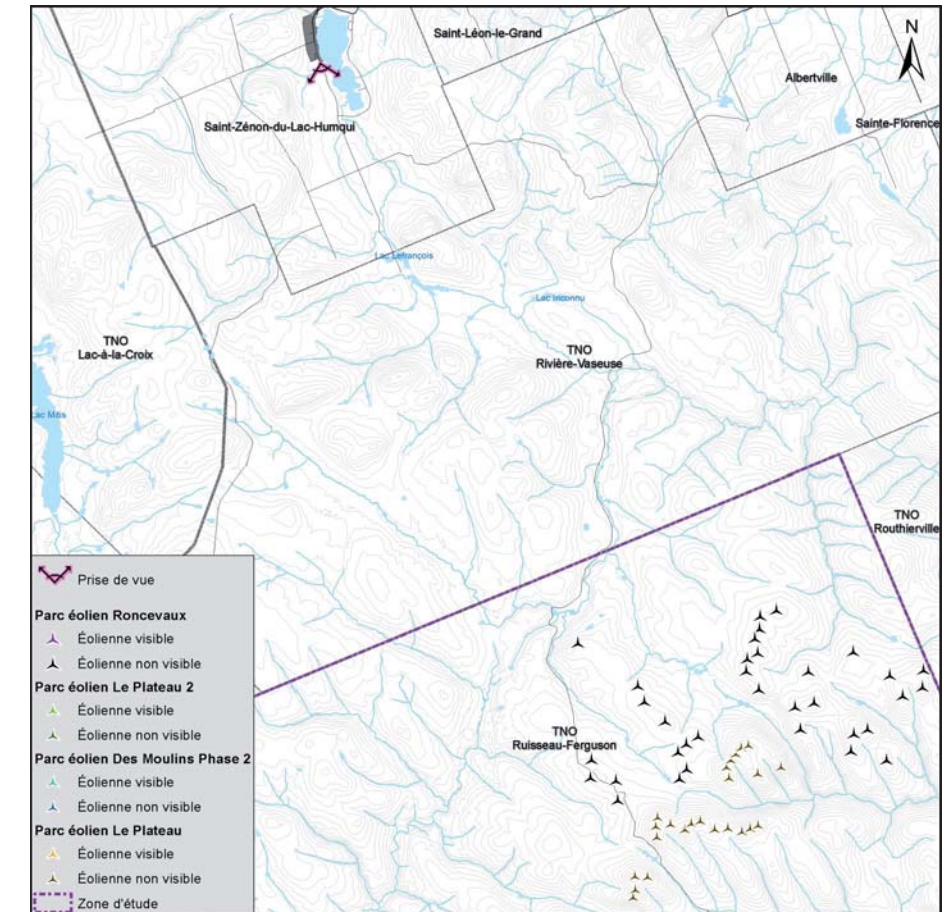 Saint-Léon-le-Grand
N
Albertville
Saint-Zénon-du-Lac-Humqui
Sainte-Florence
Lac Lefrançois
Lac Inconnu
TNO
Lac-à-la-Croix
TNO
Rivière-Vaseuse
Lac Mitis
TNO
Routhierville
TNO
Ruisseau-Ferguson
Prise de vue
Parc éolien Roncevaux
Éolienne visible
Éolienne non visible
Parc éolien Le Plateau 2
Éolienne visible
Éolienne non visible
Parc éolien Des Moulins Phase 2
Éolienne visible
Éolienne non visible
Parc éolien Le Plateau
Éolienne visible
Éolienne non visible
Zone d'étude